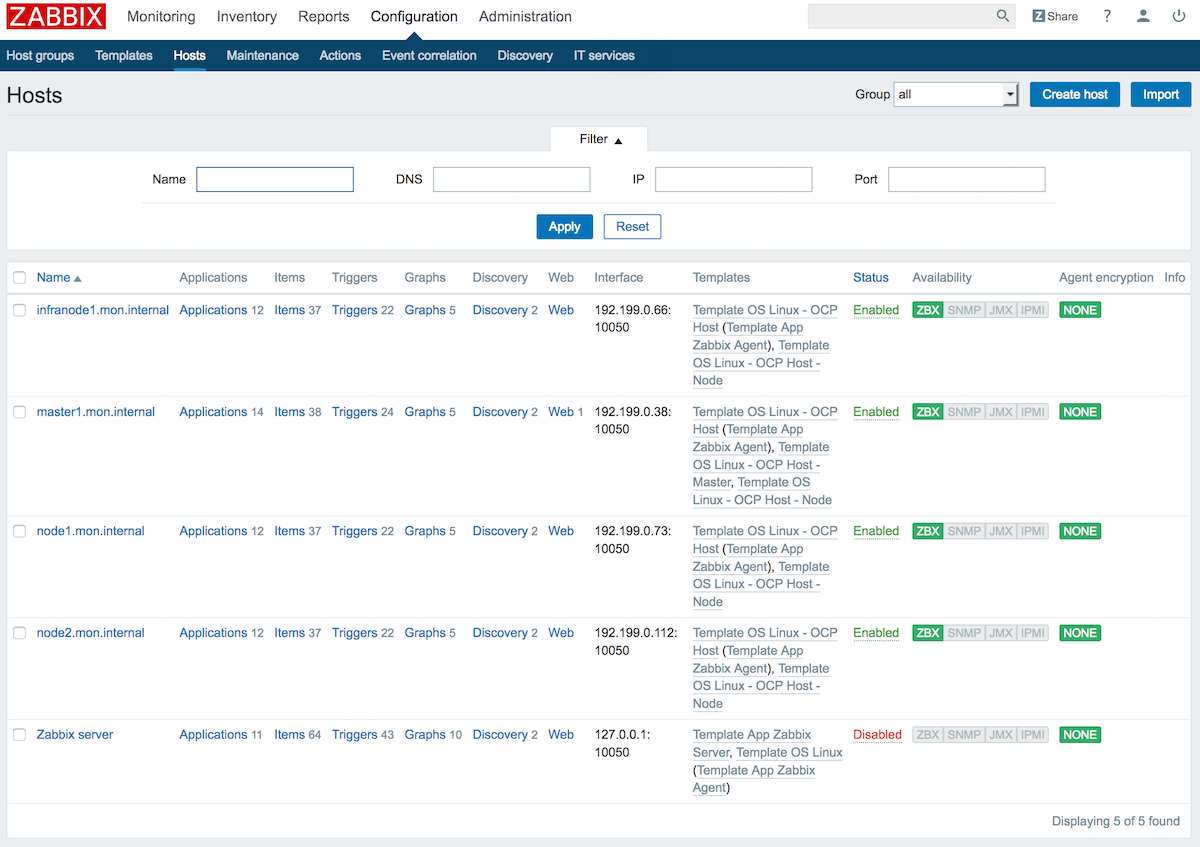 ZABBIX Monitoring Inventory Reports Configuration Administration Z Share ?
Host groups Templates Hosts Maintenance Actions Event correlation Discovery IT services
Hosts Group all Create host Import
Filter ▲
Name DNS IP Port
Apply Reset
Name ▲ Applications Items Triggers Graphs Discovery Web Interface Templates Status Availability Agent encryption Info
infranode1.mon.internal Applications 12 Items 37 Triggers 22 Graphs 5 Discovery 2 Web 192.199.0.66: Template OS Linux - OCP Enabled ZBX SNMP JMX IPMI NONE
10050 Host (Template App
Zabbix Agent), Template
OS Linux - OCP Host -
Node
master1.mon.internal Applications 14 Items 38 Triggers 24 Graphs 5 Discovery 2 Web 1 192.199.0.38: Template OS Linux - OCP Enabled ZBX SNMP JMX IPMI NONE
10050 Host (Template App
Zabbix Agent), Template
OS Linux - OCP Host -
Master, Template OS
Linux - OCP Host - Node
node1.mon.internal Applications 12 Items 37 Triggers 22 Graphs 5 Discovery 2 Web 192.199.0.73: Template OS Linux - OCP Enabled ZBX SNMP JMX IPMI NONE
10050 Host (Template App
Zabbix Agent), Template
OS Linux - OCP Host -
Node
node2.mon.internal Applications 12 Items 37 Triggers 22 Graphs 5 Discovery 2 Web 192.199.0.112: Template OS Linux - OCP Enabled ZBX SNMP JMX IPMI NONE
10050 Host (Template App
Zabbix Agent), Template
OS Linux - OCP Host -
Node
Zabbix server Applications 11 Items 64 Triggers 43 Graphs 10 Discovery 2 Web 127.0.0.1: Template App Zabbix Disabled ZBX SNMP JMX IPMI NONE
10050 Server, Template OS Linux
(Template App Zabbix
Agent)
Displaying 5 of 5 found